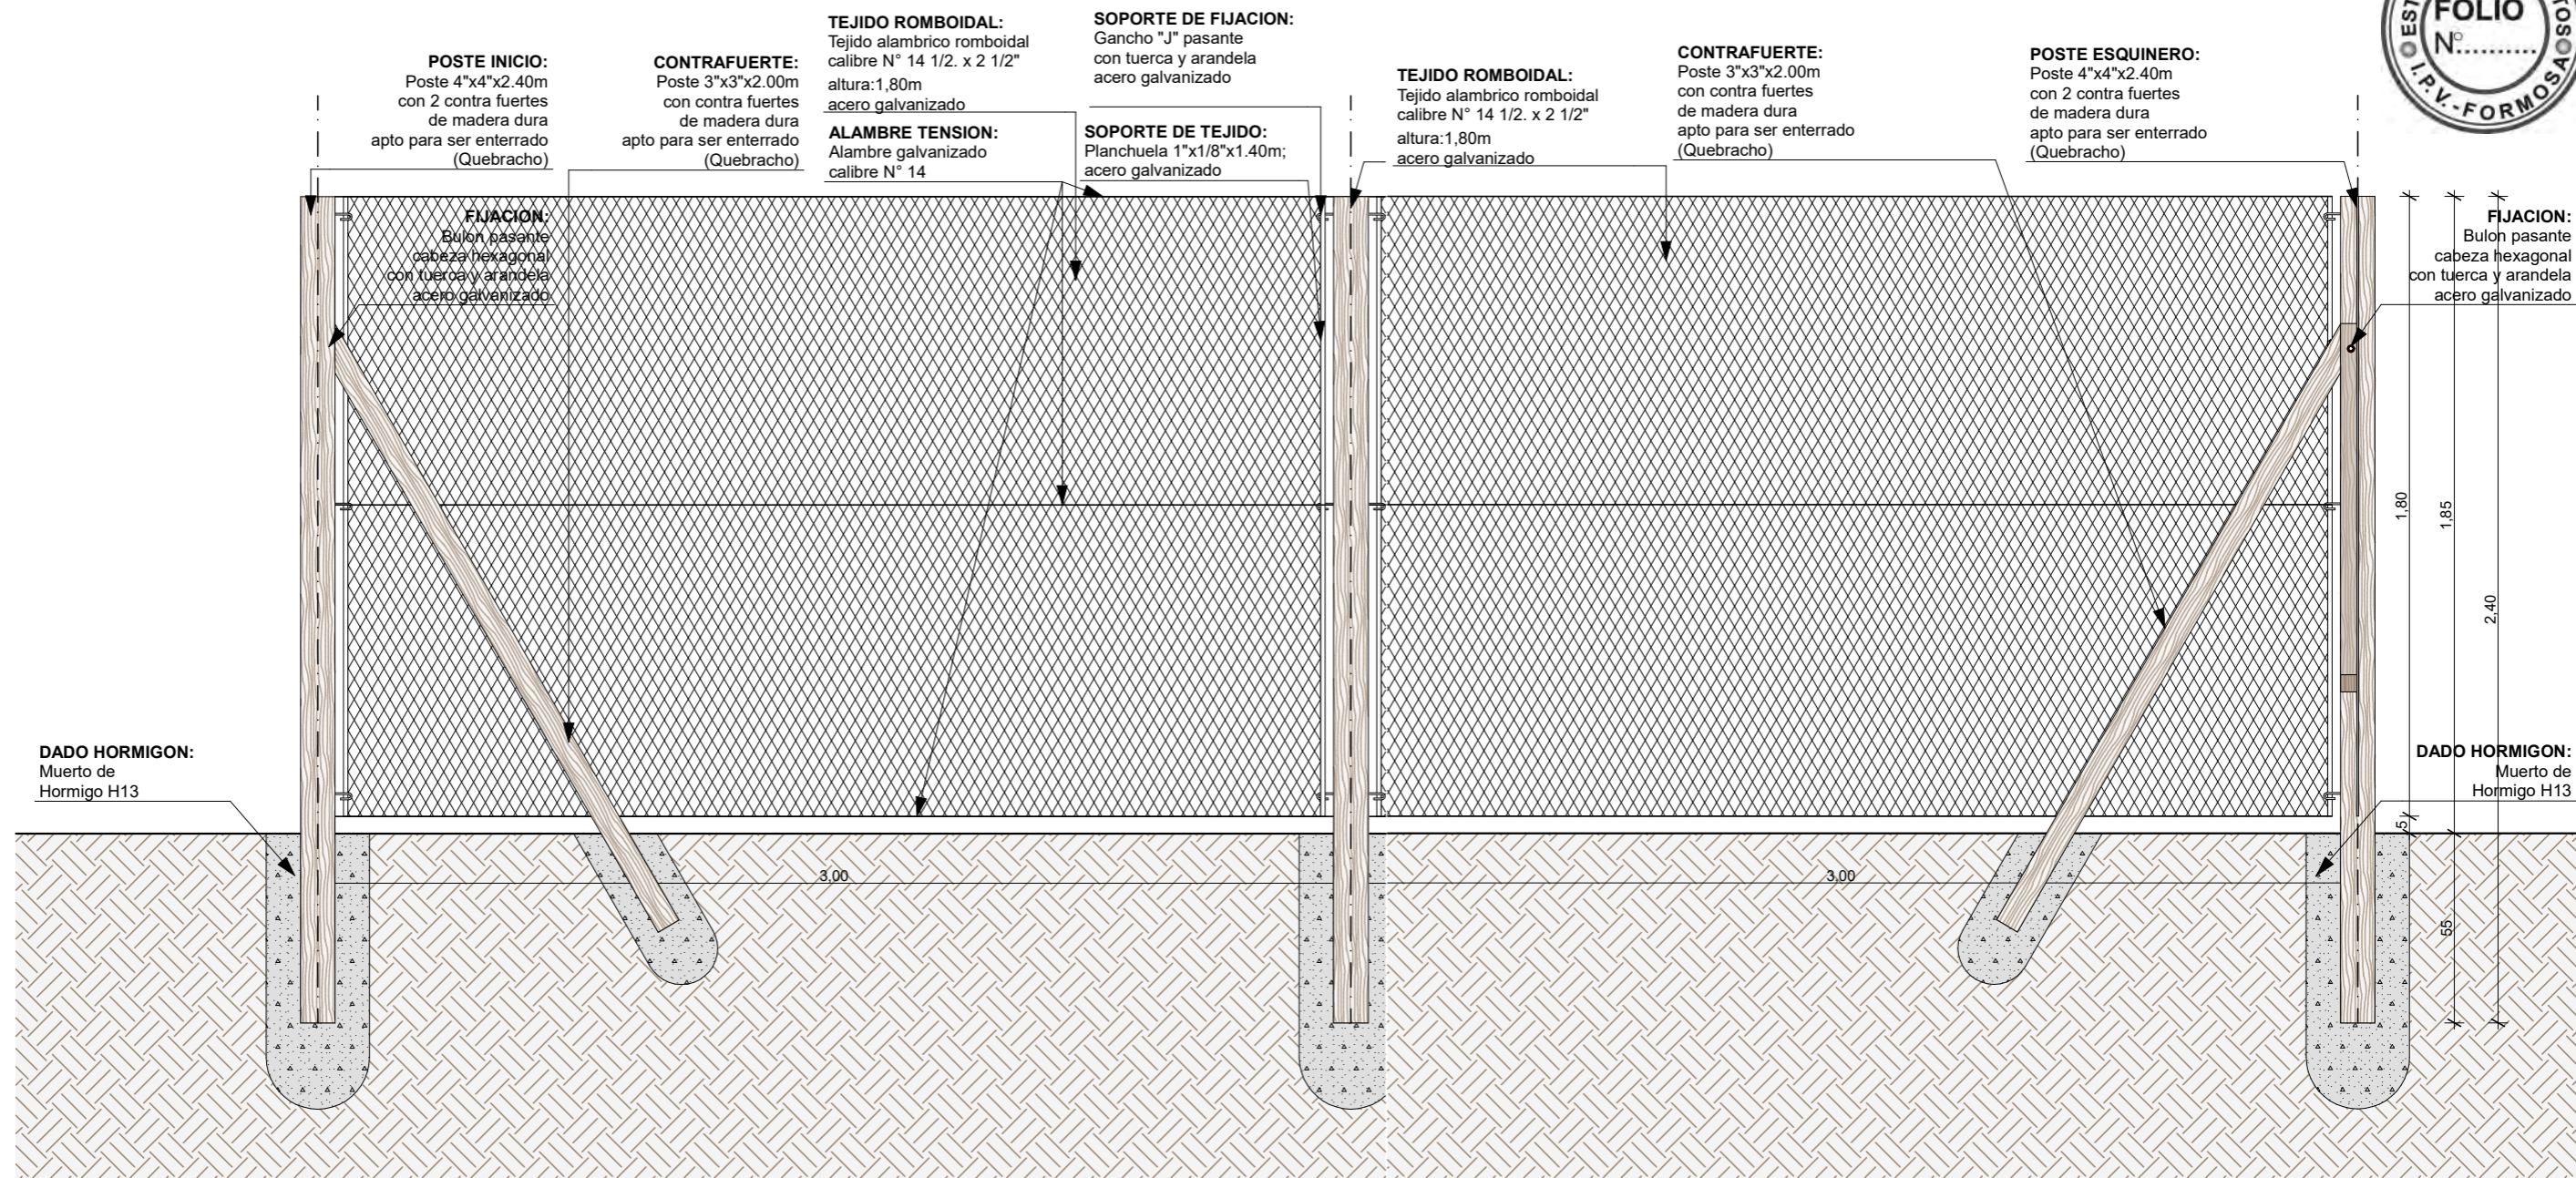 POSTE INICIO:
Poste 4"x4"x2.40m
con 2 contra fuertes
de madera dura
apto para ser enterrado
(Quebracho)
CONTRAFUERTE:
Poste 3"x3"x2.00m
con contra fuertes
de madera dura
apto para ser enterrado
(Quebracho)
TEJIDO ROMBOIDAL:
Tejido alambrico romboidal
calibre N° 14 1/2. x 2 1/2"
altura:1,80m
acero galvanizado
ALAMBRE TENSION:
Alambre galvanizado
calibre N° 14
SOPORTE DE FIJACION:
Gancho "J" pasante
con tuerca y arandela
acero galvanizado
SOPORTE DE TEJIDO:
Planchuela 1"x1/8"x1.40m;
acero galvanizado
TEJIDO ROMBOIDAL:
Tejido alambrico romboidal
calibre N° 14 1/2. x 2 1/2"
altura:1,80m
acero galvanizado
CONTRAFUERTE:
Poste 3"x3"x2.00m
con contra fuertes
de madera dura
apto para ser enterrado
(Quebracho)
POSTE ESQUINERO:
Poste 4"x4"x2.40m
con 2 contra fuertes
de madera dura
apto para ser enterrado
(Quebracho)
FOLIO
N°..........
I.P.V.-FORMOSA
FIJACION:
Bulon pasante
cabeza hexagonal
con tuerca y arandela
acero galvanizado
FIJACION:
Bulon pasante
cabeza hexagonal
con tuerca y arandela
acero galvanizado
1,80
1,85
2,40
DADO HORMIGON:
Muerto de
Hormigo H13
DADO HORMIGON:
Muerto de
Hormigo H13
5
3,00
3,00
55